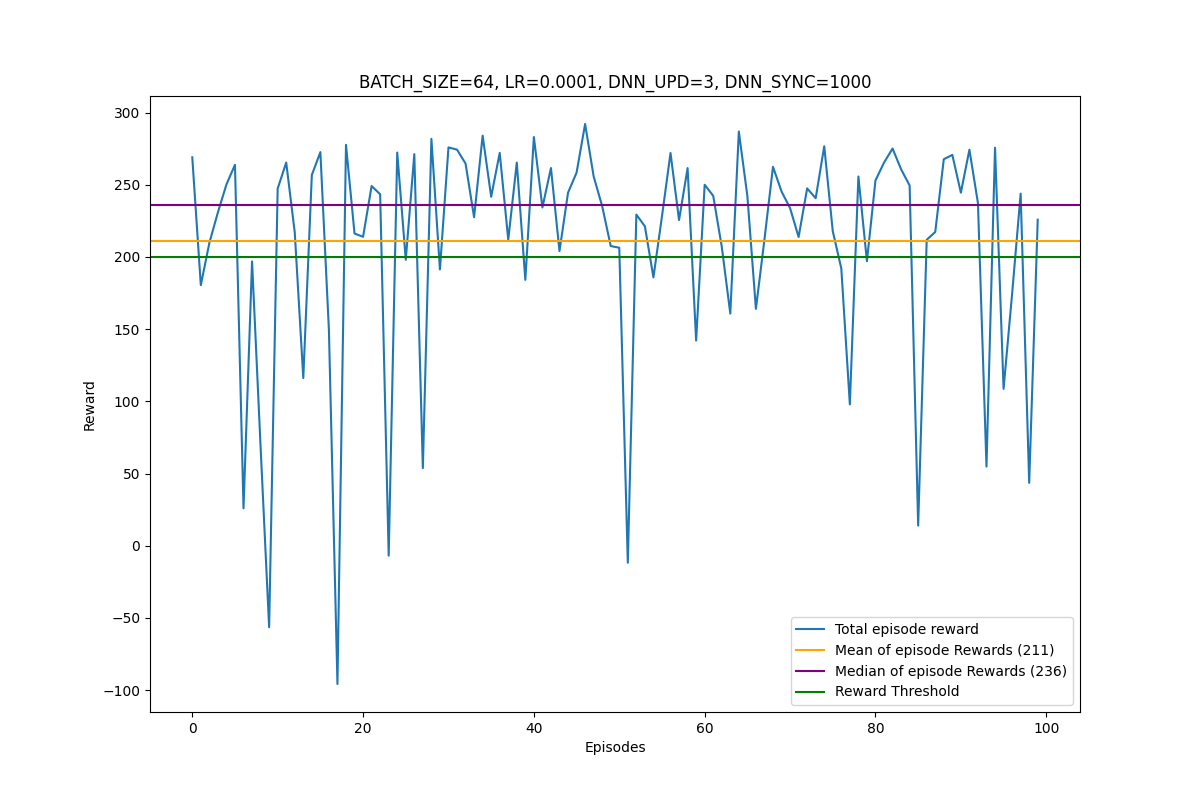 BATCH_SIZE=64, LR=0.0001, DNN_UPD=3, DNN_SYNC=1000
300
250
200
150
100
50
0
−50
−100
Reward
0
20
40
60
80
100
Episodes
Total episode reward
Mean of episode Rewards (211)
Median of episode Rewards (236)
Reward Threshold